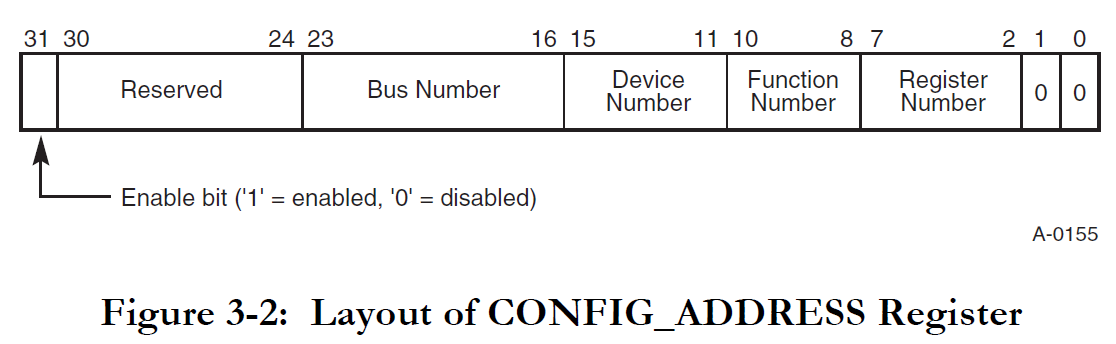 31 30 24 23 16 15 11 10 8 7 2 1 0
Reserved Bus Number Device Number Function Number Register Number 0 0
Enable bit ('1' = enabled, '0' = disabled)
A-0155
Figure 3-2: Layout of CONFIG_ADDRESS Register